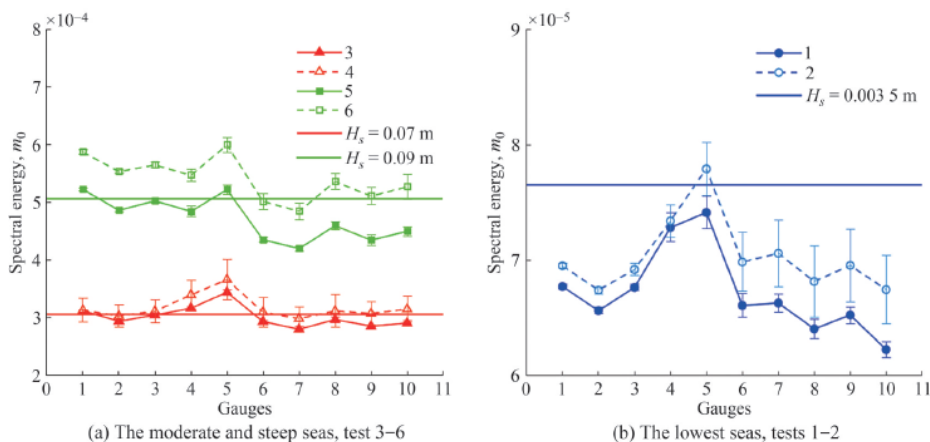 ×10⁻⁴
8
7
6
5
4
3
2
Spectral energy, m₀
3
4
5
6
Hₛ = 0.07 m
Hₛ = 0.09 m
0 1 2 3 4 5 6 7 8 9 10 11
Gauges
(a) The moderate and steep seas, test 3−6
×10⁻⁵
9
8
7
6
Spectral energy, m₀
1
2
Hₛ = 0.003 5 m
0 1 2 3 4 5 6 7 8 9 10 11
Gauges
(b) The lowest seas, tests 1−2